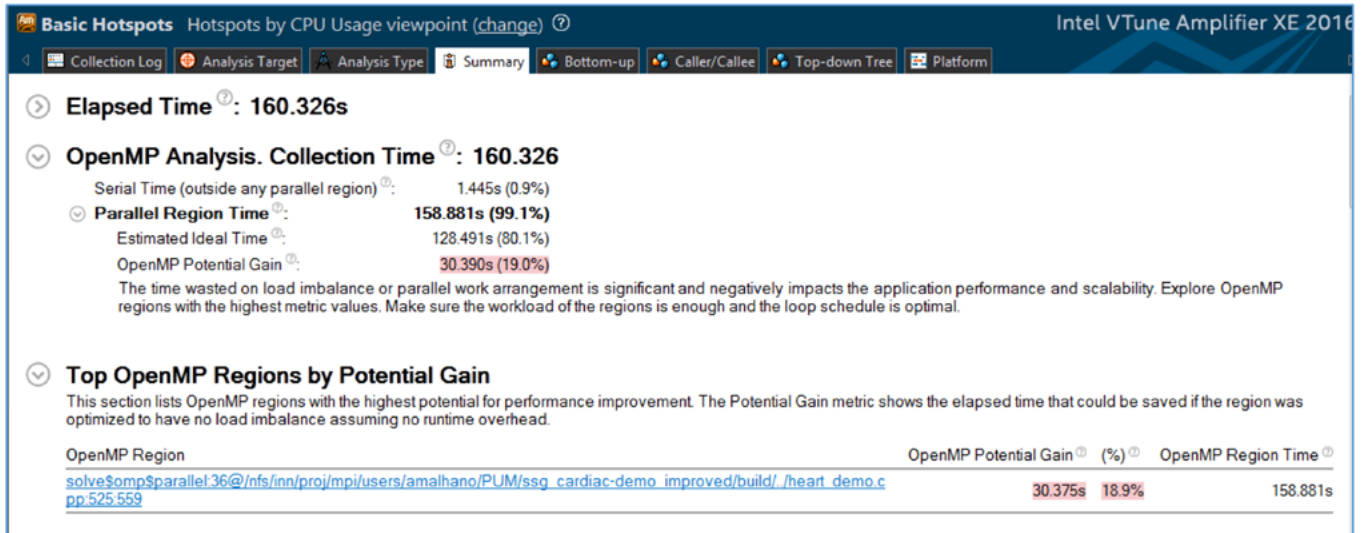 Basic Hotspots Hotspots by CPU Usage viewpoint (change) ? Intel VTune Amplifier XE 2016
Collection Log Analysis Target Analysis Type Summary Bottom-up Caller/Callee Top-down Tree Platform
Elapsed Time ?: 160.326s
OpenMP Analysis. Collection Time ?: 160.326
Serial Time (outside any parallel region) ?: 1.445s (0.9%)
Parallel Region Time ?: 158.881s (99.1%)
Estimated Ideal Time ?: 128.491s (80.1%)
OpenMP Potential Gain ?: 30.390s (19.0%)
The time wasted on load imbalance or parallel work arrangement is significant and negatively impacts the application performance and scalability. Explore OpenMP
regions with the highest metric values. Make sure the workload of the regions is enough and the loop schedule is optimal.
Top OpenMP Regions by Potential Gain
This section lists OpenMP regions with the highest potential for performance improvement. The Potential Gain metric shows the elapsed time that could be saved if the region was
optimized to have no load imbalance assuming no runtime overhead.
OpenMP Region OpenMP Potential Gain ? (%) ? OpenMP Region Time ?
solve$omp$parallel:36@/nfs/inn/proj/mpi/users/amalhano/PUM/ssg_cardiac-demo_improved/build/../heart_demo.c
pp:525:559 30.375s 18.9% 158.881s